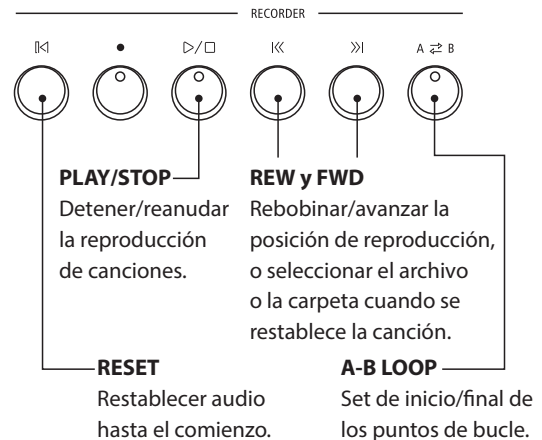 RECORDER
A ⇄ B
PLAY/STOP
Detener/reanudar
la reproducción
de canciones.
REW y FWD
Rebobinar/avanzar la
posición de reproducción,
o seleccionar el archivo
o la carpeta cuando se
restablece la canción.
RESET
Restablecer audio
hasta el comienzo.
A-B LOOP
Set de inicio/final de
los puntos de bucle.